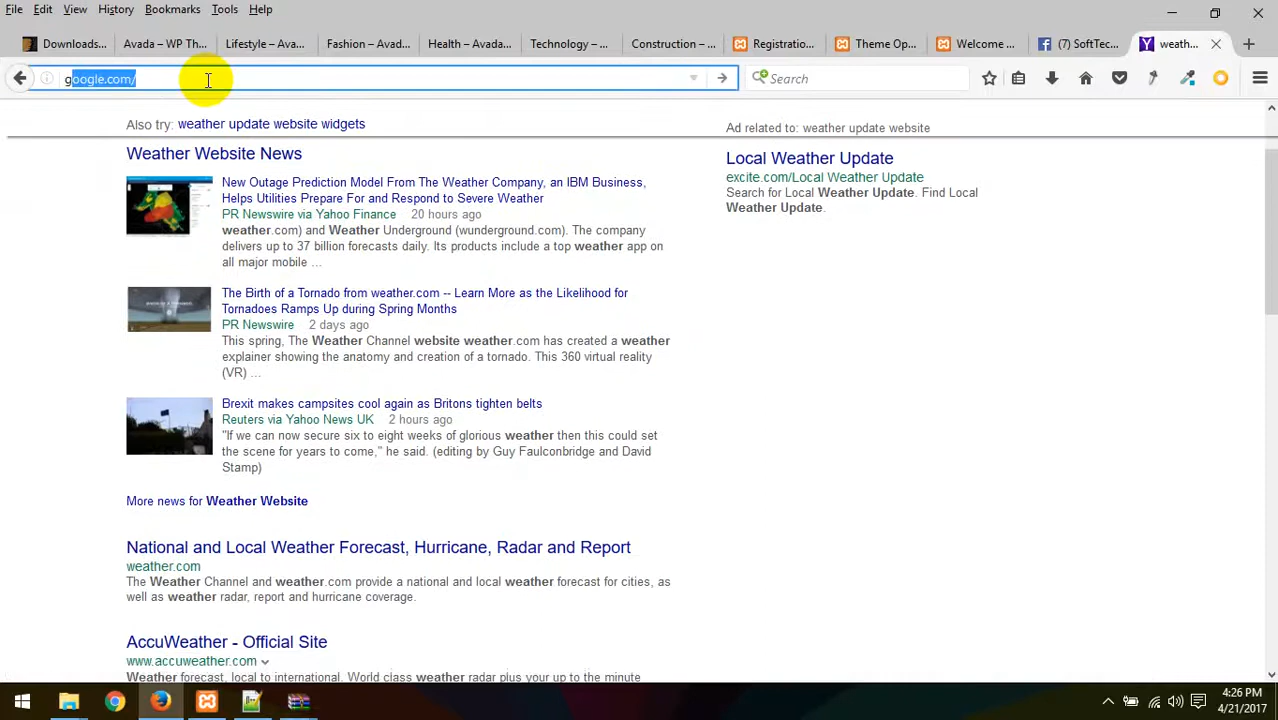 File Edit View History Bookmarks Tools Help
Downloads... Avada – WP Th... Lifestyle – Ava... Fashion – Avad... Health – Avada... Technology – ... Construction – ... Registratio... Theme Op... Welcome ... (7) SoftTec... weath...
google.com/ Search
Also try: weather update website widgets
Weather Website News
New Outage Prediction Model From The Weather Company, an IBM Business,
Helps Utilities Prepare For and Respond to Severe Weather
PR Newswire via Yahoo Finance 20 hours ago
weather.com) and Weather Underground (wunderground.com). The company
delivers up to 37 billion forecasts daily. Its products include a top weather app on
all major mobile ...
The Birth of a Tornado from weather.com -- Learn More as the Likelihood for
Tornadoes Ramps Up during Spring Months
PR Newswire 2 days ago
This spring, The Weather Channel website weather.com has created a weather
explainer showing the anatomy and creation of a tornado. This 360 virtual reality
(VR) ...
Brexit makes campsites cool again as Britons tighten belts
Reuters via Yahoo News UK 2 hours ago
"If we can now secure six to eight weeks of glorious weather then this could set
the scene for years to come," he said. (editing by Guy Faulconbridge and David
Stamp)
More news for Weather Website
National and Local Weather Forecast, Hurricane, Radar and Report
weather.com
The Weather Channel and weather.com provide a national and local weather forecast for cities, as
well as weather radar, report and hurricane coverage.
AccuWeather - Official Site
www.accuweather.com
Weather forecast, local to international. World class weather radar plus your up to the minute
Ad related to: weather update website
Local Weather Update
excite.com/Local Weather Update
Search for Local Weather Update. Find Local
Weather Update.
4:26 PM
4/21/2017